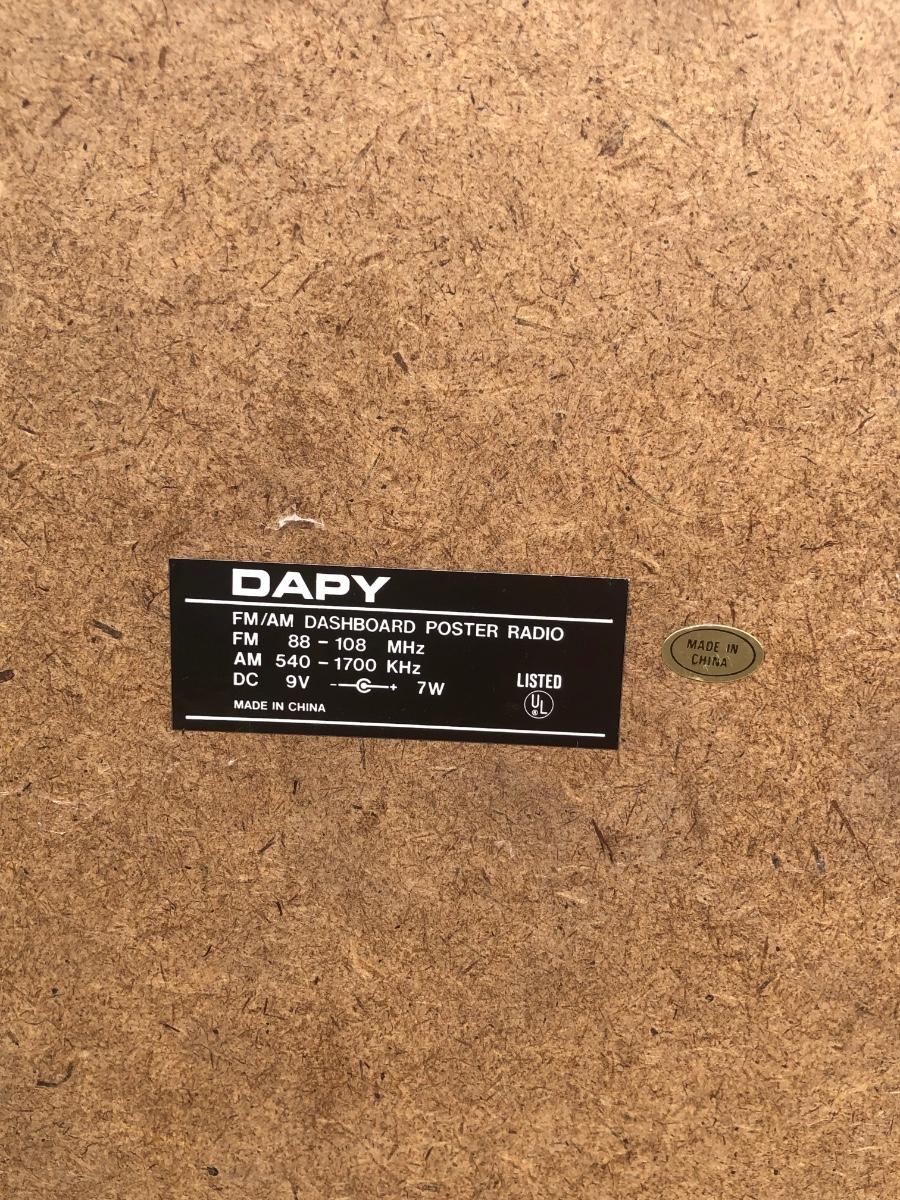 DAPY
FM/AM DASHBOARD POSTER RADIO
FM 88 - 108 MHz
AM 540 - 1700 KHz
DC 9V - + 7W
LISTED
UL
®
MADE IN CHINA
MADE IN
CHINA